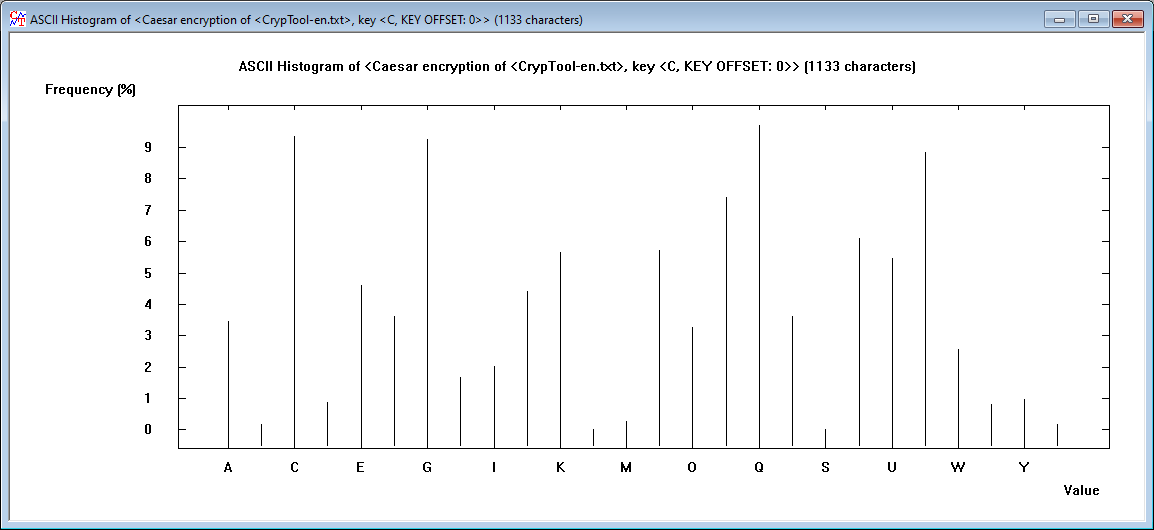 ASCII Histogram of <Caesar encryption of <CrypTool-en.txt>, key <C, KEY OFFSET: 0>> (1133 characters)
ASCII Histogram of <Caesar encryption of <CrypTool-en.txt>, key <C, KEY OFFSET: 0>> (1133 characters)
Frequency (%)
9
8
7
6
5
4
3
2
1
0
A C E G I K M O Q S U W Y
Value